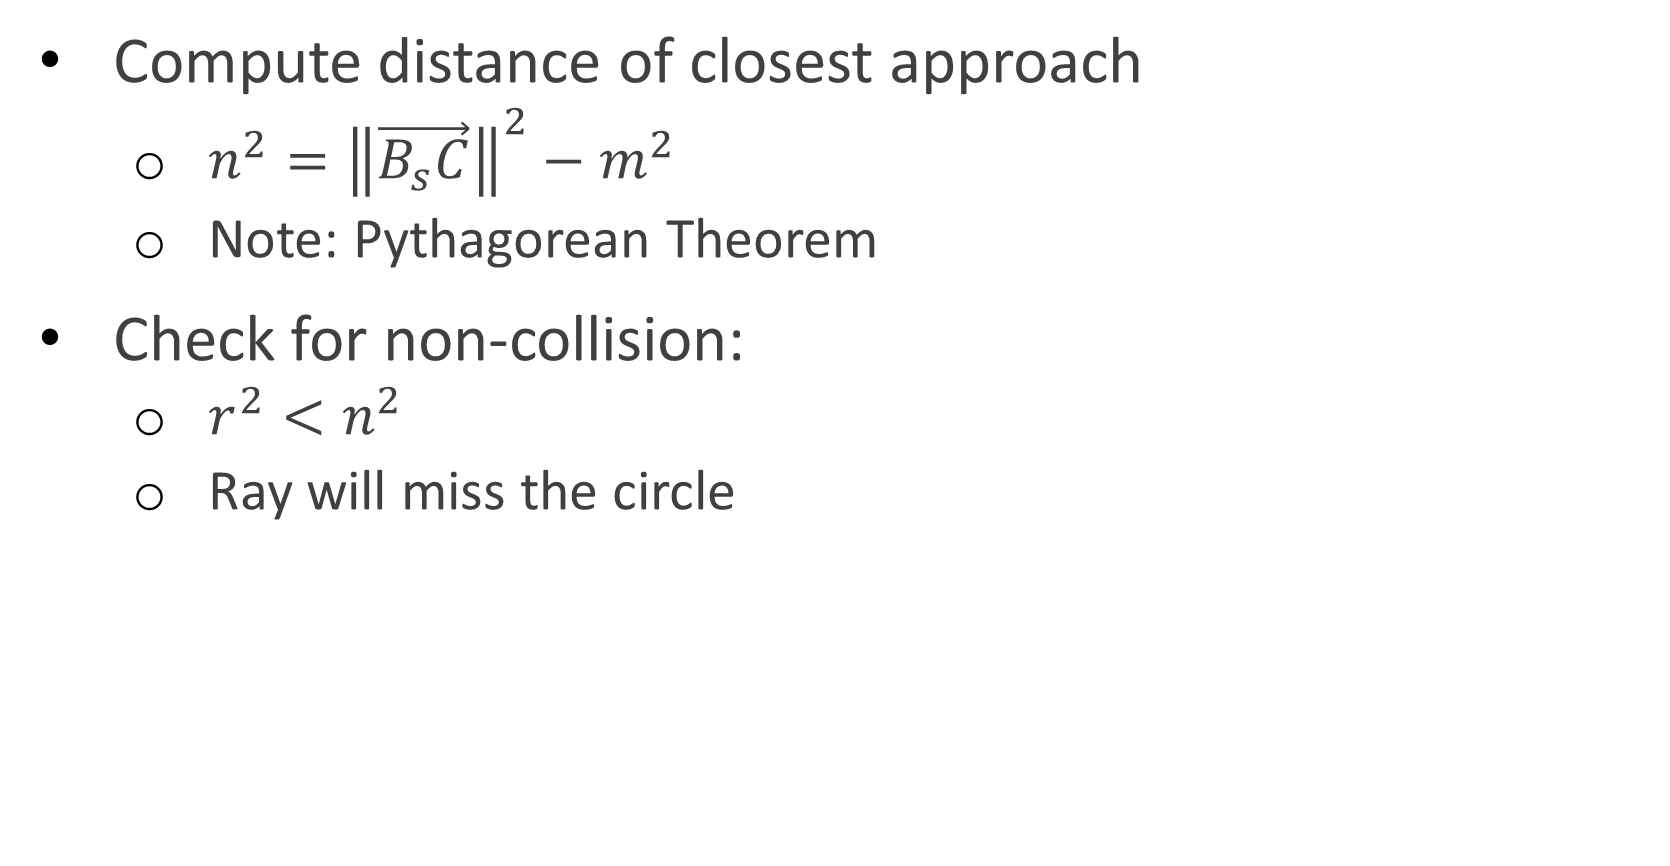 • Compute distance of closest approach
○ n² = ‖B⃗ₛC⃗‖² − m²
○ Note: Pythagorean Theorem
• Check for non-collision:
○ r² < n²
○ Ray will miss the circle